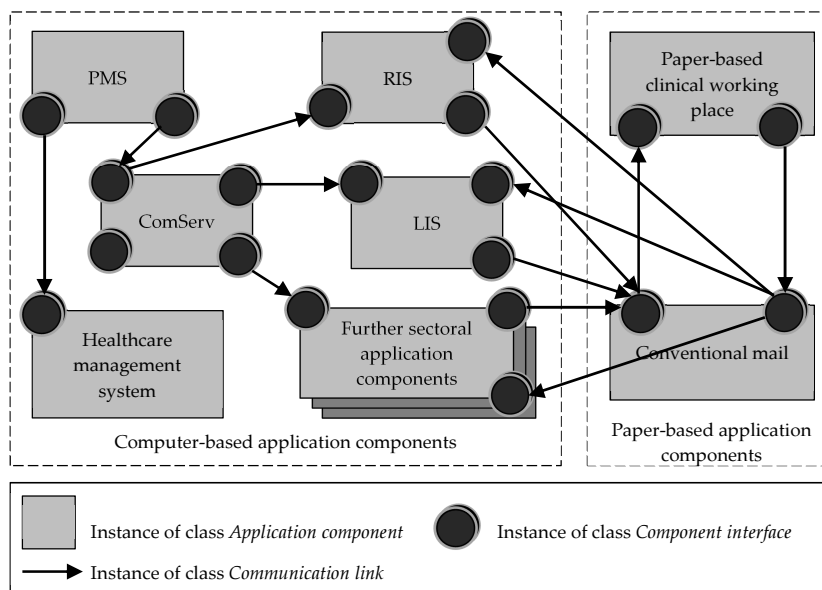 PMS
RIS
Paper-based
clinical working
place
ComServ
LIS
Healthcare
management
system
Further sectoral
application
components
Conventional mail
Computer-based application components
Paper-based application
components
Instance of class Application component
Instance of class Component interface
Instance of class Communication link